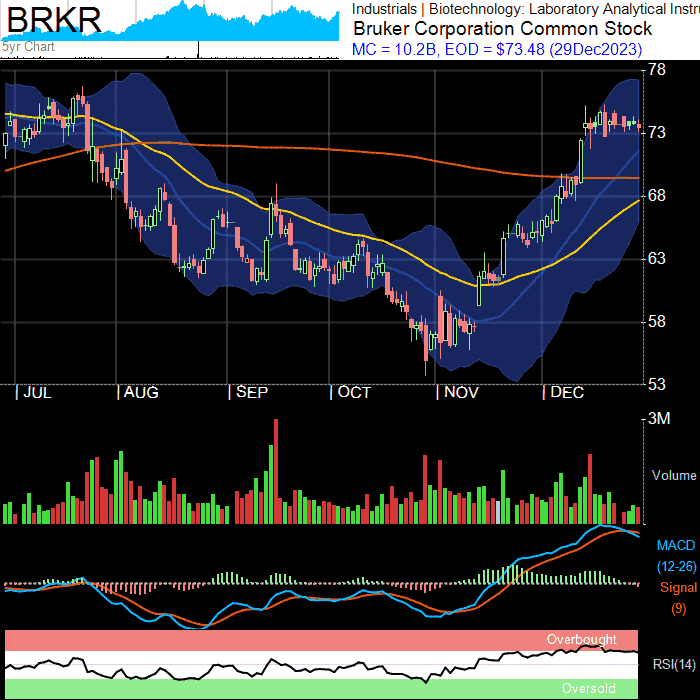 BRKR
5yr Chart
Industrials | Biotechnology: Laboratory Analytical Instru
Bruker Corporation Common Stock
MC = 10.2B, EOD = $73.48 (29Dec2023)
78
73
68
63
58
53
| JUL | AUG | SEP | OCT | NOV | DEC
3M
Volume
MACD
(12-26)
Signal
(9)
Overbought
RSI(14)
Oversold